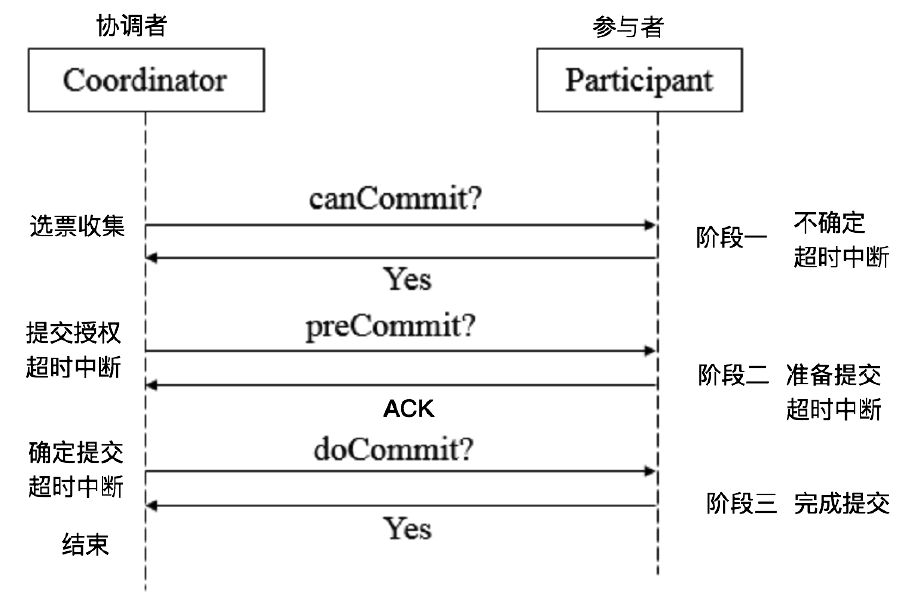 协调者
参与者
Coordinator
Participant
canCommit?
选票收集
阶段一
不确定
超时中断
Yes
preCommit?
提交授权
超时中断
阶段二
准备提交
超时中断
ACK
doCommit?
确定提交
超时中断
阶段三
完成提交
Yes
结束